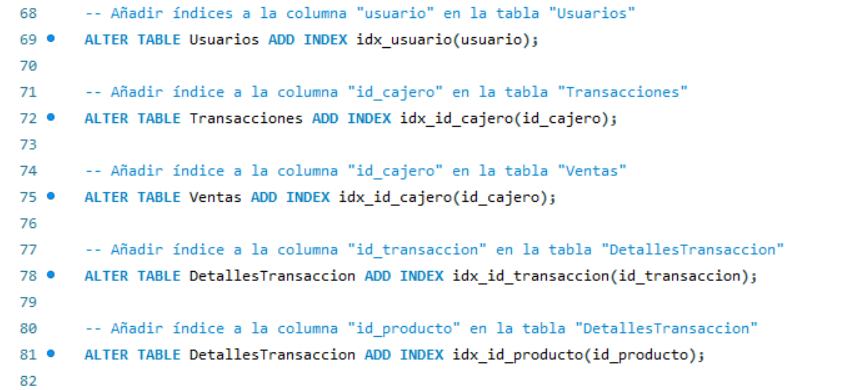 68 -- Añadir índices a la columna "usuario" en la tabla "Usuarios"
69 ALTER TABLE Usuarios ADD INDEX idx_usuario(usuario);
70
71 -- Añadir índice a la columna "id_cajero" en la tabla "Transacciones"
72 ALTER TABLE Transacciones ADD INDEX idx_id_cajero(id_cajero);
73
74 -- Añadir índice a la columna "id_cajero" en la tabla "Ventas"
75 ALTER TABLE Ventas ADD INDEX idx_id_cajero(id_cajero);
76
77 -- Añadir índice a la columna "id_transaccion" en la tabla "DetallesTransaccion"
78 ALTER TABLE DetallesTransaccion ADD INDEX idx_id_transaccion(id_transaccion);
79
80 -- Añadir índice a la columna "id_producto" en la tabla "DetallesTransaccion"
81 ALTER TABLE DetallesTransaccion ADD INDEX idx_id_producto(id_producto);
82